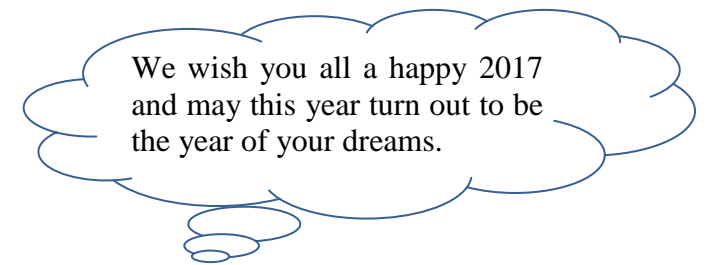 We wish you all a happy 2017
and may this year turn out to be
the year of your dreams.